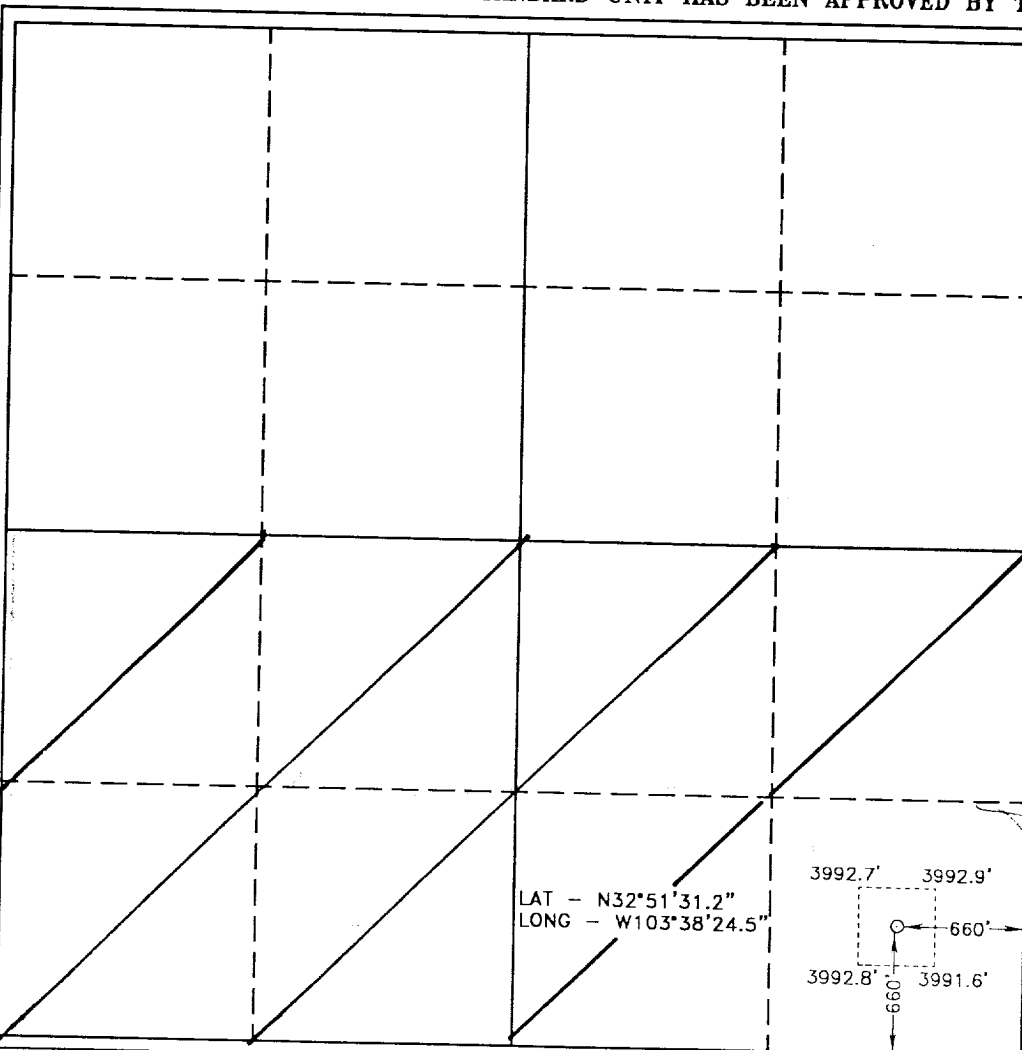 UNIT HAS BEEN APPROVED BY
LAT - N32°51'31.2"
LONG - W103°38'24.5"
3992.7' 3992.9'
660'
3992.8' 3991.6'
660'